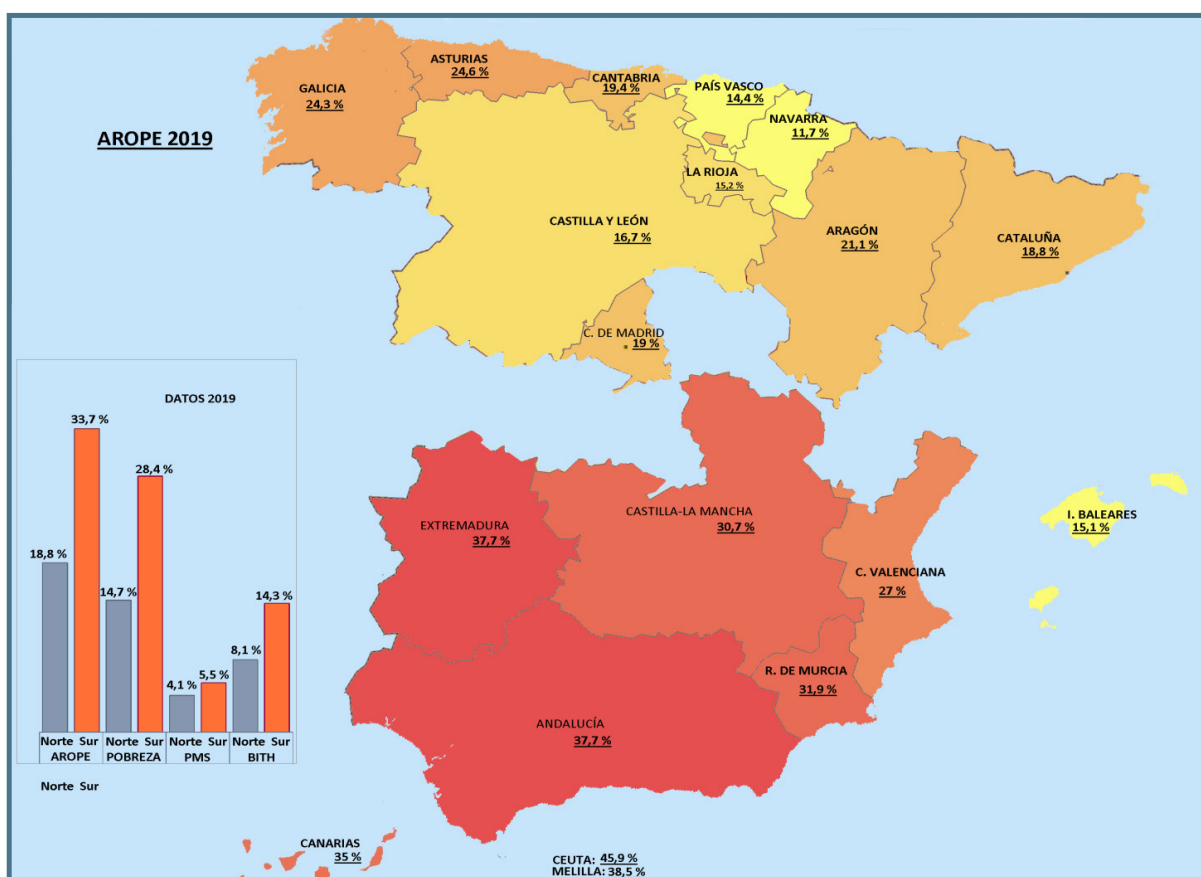 AROPE 2019
GALICIA
24,3 %
ASTURIAS
24,6 %
CANTABRIA
19,4 %
PAÍS VASCO
14,4 %
NAVARRA
11,7 %
LA RIOJA
15,2 %
CASTILLA Y LEÓN
16,7 %
ARAGÓN
21,1 %
CATALUÑA
18,8 %
C. DE MADRID
19 %
EXTREMADURA
37,7 %
CASTILLA-LA MANCHA
30,7 %
C. VALENCIANA
27 %
I. BALEARES
15,1 %
R. DE MURCIA
31,9 %
ANDALUCÍA
37,7 %
CANARIAS
35 %
CEUTA: 45,9 %
MELILLA: 38,5 %
DATOS 2019
18,8 %
33,7 %
14,7 %
28,4 %
4,1 %
5,5 %
8,1 %
14,3 %
Norte Sur Norte Sur Norte Sur Norte Sur
AROPE POBREZA PMS BITH
Norte Sur